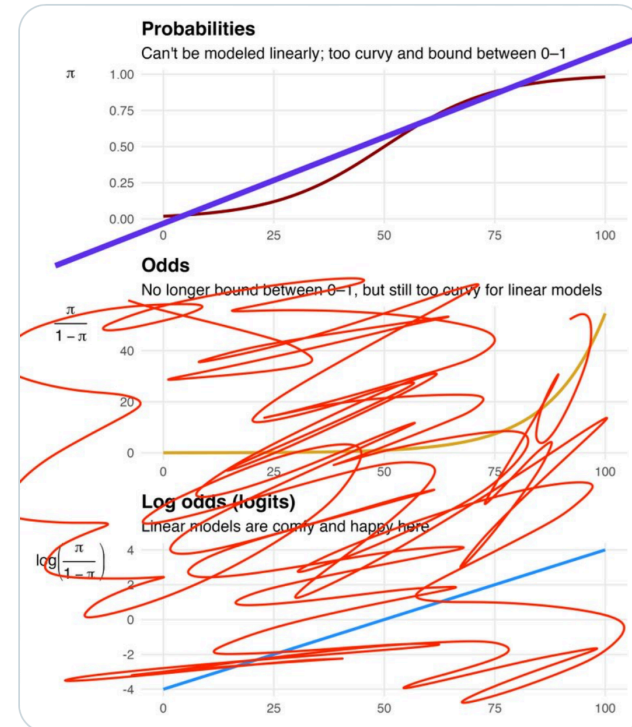 Probabilities
Can't be modeled linearly; too curvy and bound between 0–1
π
1.00
0.75
0.50
0.25
0.00
0 25 50 75 100
Odds
No longer bound between 0–1, but still too curvy for linear models
π
1 − π
40
20
0
0 25 50 75 100
Log odds (logits)
Linear models are comfy and happy here
log(π
1 − π)
4
2
0
-2
-4
0 25 50 75 100